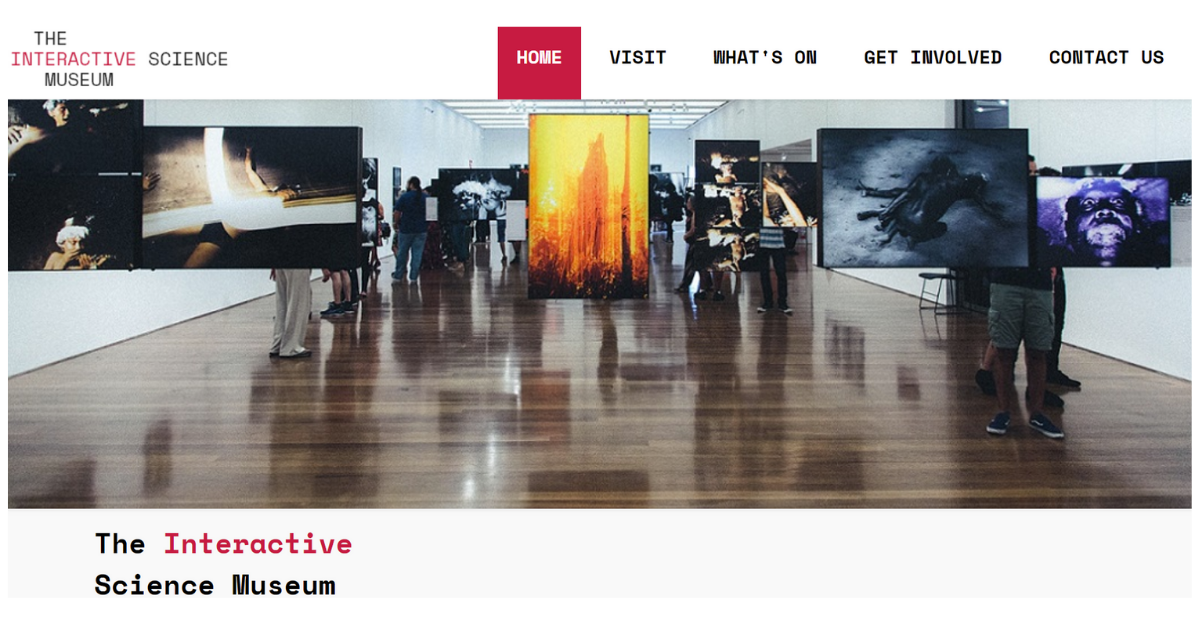 THE
INTERACTIVE SCIENCE
MUSEUM
HOME VISIT WHAT'S ON GET INVOLVED CONTACT US
The Interactive
Science Museum